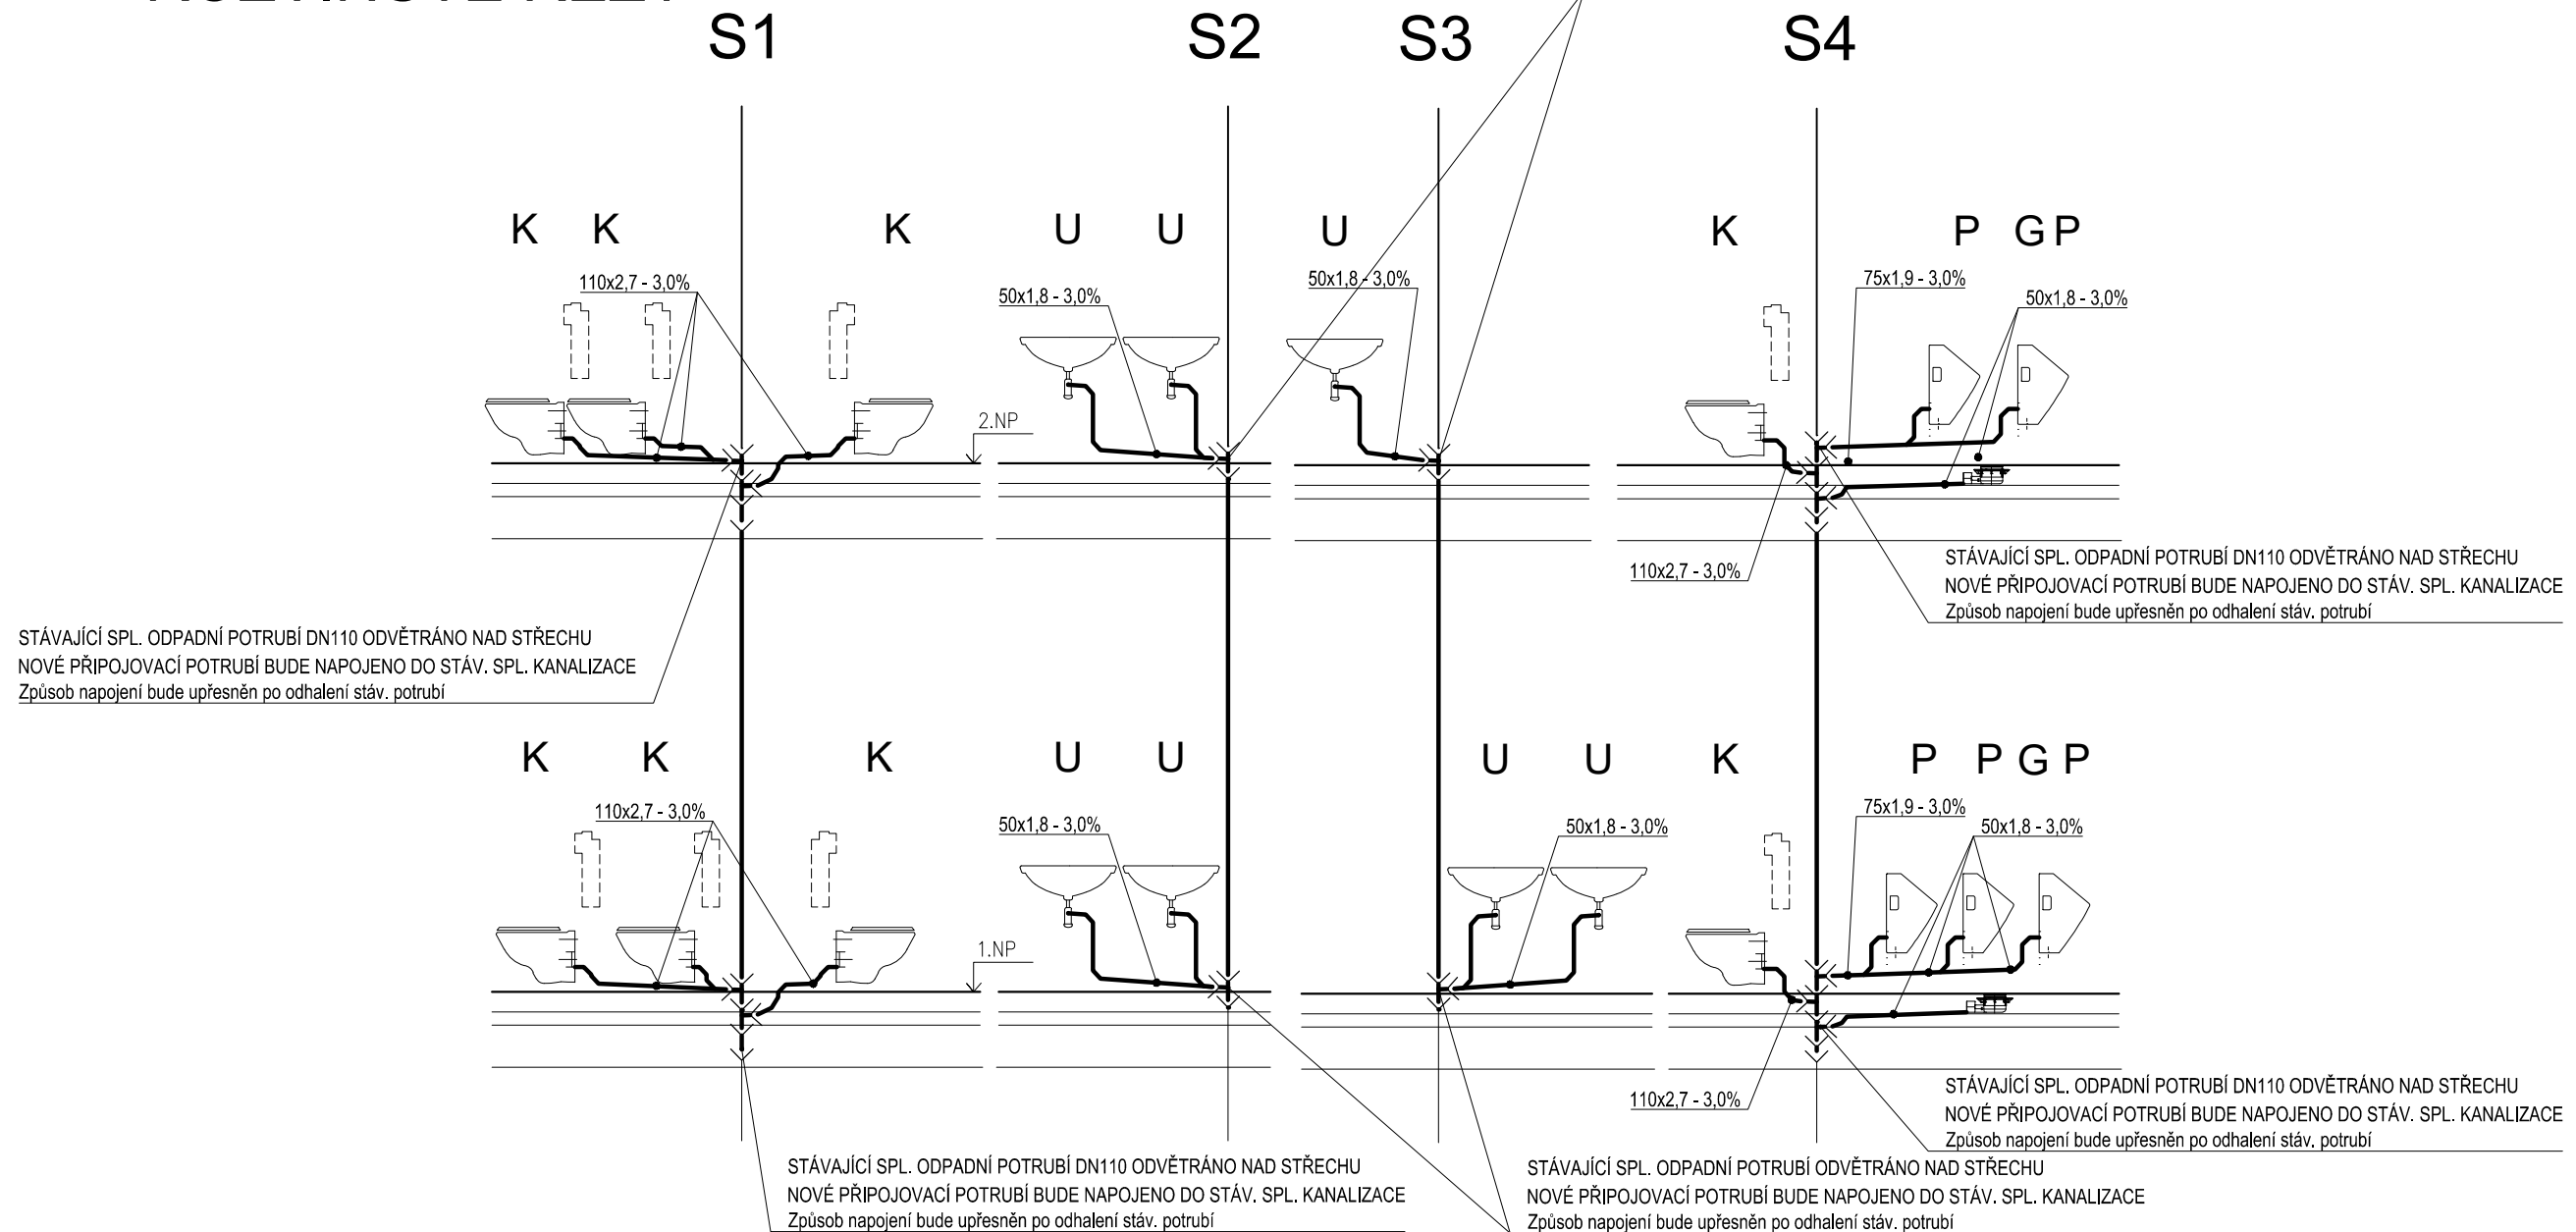 S1 S2 S3 S4
K K K U U U K P G P
110x2,7 - 3,0%
50x1,8 - 3,0%
50x1,8 - 3,0%
75x1,9 - 3,0%
50x1,8 - 3,0%
2.NP
110x2,7 - 3,0%
STÁVAJÍCÍ SPL. ODPADNÍ POTRUBÍ DN110 ODVĚTRÁNO NAD STŘECHU
NOVÉ PŘIPOJOVACÍ POTRUBÍ BUDE NAPOJENO DO STÁV. SPL. KANALIZACE
Způsob napojení bude upřesněn po odhalení stáv. potrubí
STÁVAJÍCÍ SPL. ODPADNÍ POTRUBÍ DN110 ODVĚTRÁNO NAD STŘECHU
NOVÉ PŘIPOJOVACÍ POTRUBÍ BUDE NAPOJENO DO STÁV. SPL. KANALIZACE
Způsob napojení bude upřesněn po odhalení stáv. potrubí
K K K U U U U K P P G P
110x2,7 - 3,0%
50x1,8 - 3,0%
50x1,8 - 3,0%
75x1,9 - 3,0%
50x1,8 - 3,0%
1.NP
110x2,7 - 3,0%
STÁVAJÍCÍ SPL. ODPADNÍ POTRUBÍ DN110 ODVĚTRÁNO NAD STŘECHU
NOVÉ PŘIPOJOVACÍ POTRUBÍ BUDE NAPOJENO DO STÁV. SPL. KANALIZACE
Způsob napojení bude upřesněn po odhalení stáv. potrubí
STÁVAJÍCÍ SPL. ODPADNÍ POTRUBÍ DN110 ODVĚTRÁNO NAD STŘECHU
NOVÉ PŘIPOJOVACÍ POTRUBÍ BUDE NAPOJENO DO STÁV. SPL. KANALIZACE
Způsob napojení bude upřesněn po odhalení stáv. potrubí
STÁVAJÍCÍ SPL. ODPADNÍ POTRUBÍ ODVĚTRÁNO NAD STŘECHU
NOVÉ PŘIPOJOVACÍ POTRUBÍ BUDE NAPOJENO DO STÁV. SPL. KANALIZACE
Způsob napojení bude upřesněn po odhalení stáv. potrubí